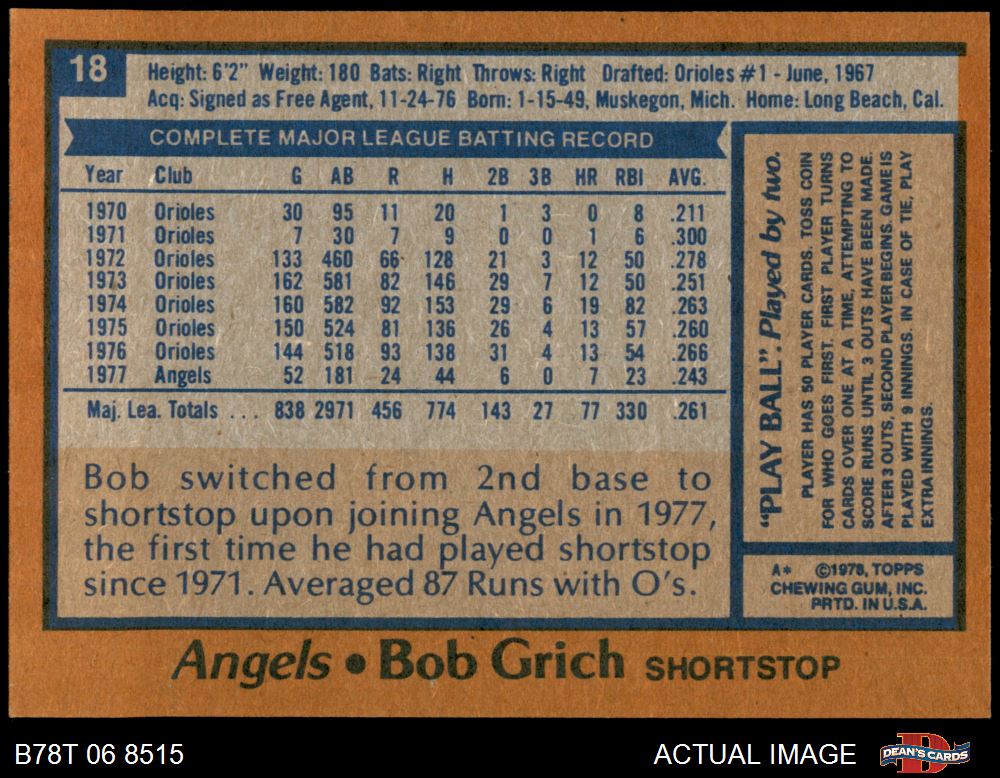 18
Height: 6'2" Weight: 180 Bats: Right Throws: Right Drafted: Orioles #1 - June, 1967
Acq: Signed as Free Agent, 11-24-76 Born: 1-15-49, Muskegon, Mich. Home: Long Beach, Cal.
COMPLETE MAJOR LEAGUE BATTING RECORD
Year Club G AB R H 2B 3B HR RBI AVG.
1970 Orioles 30 95 11 20 1 3 0 8 .211
1971 Orioles 7 30 7 9 0 0 1 6 .300
1972 Orioles 133 460 66 128 21 3 12 50 .278
1973 Orioles 162 581 82 146 29 7 12 50 .251
1974 Orioles 160 582 92 153 29 6 19 82 .263
1975 Orioles 150 524 81 136 26 4 13 57 .260
1976 Orioles 144 518 93 138 31 4 13 54 .266
1977 Angels 52 181 24 44 6 0 7 23 .243
Maj. Lea. Totals ... 838 2971 456 774 143 27 77 330 .261
Bob switched from 2nd base to
shortstop upon joining Angels in 1977,
the first time he had played shortstop
since 1971. Averaged 87 Runs with O's.
"PLAY BALL". Played by two.
PLAYER HAS 50 PLAYER CARDS. TOSS COIN
FOR WHO GOES FIRST. FIRST PLAYER TURNS
CARDS OVER ONE AT A TIME, ATTEMPTING TO
SCORE RUNS UNTIL 3 OUTS HAVE BEEN MADE.
AFTER 3 OUTS, SECOND PLAYER BEGINS. GAME IS
PLAYED WITH 9 INNINGS. IN CASE OF TIE, PLAY
EXTRA INNINGS.
A* ©1978, TOPPS
CHEWING GUM, INC.
PRTD. IN U.S.A.
Angels • Bob Grich SHORTSTOP
B78T 06 8515
ACTUAL IMAGE
DEAN'S CARDS